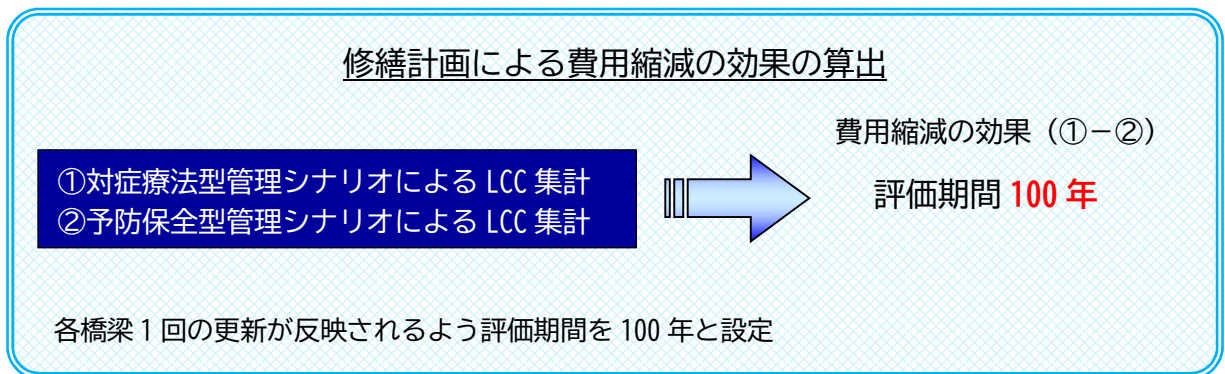 修繕計画による費用縮減の効果の算出
①対症療法型管理シナリオによる LCC 集計
②予防保全型管理シナリオによる LCC 集計
費用縮減の効果（①－②）
評価期間 100 年
各橋梁 1 回の更新が反映されるよう評価期間を 100 年と設定